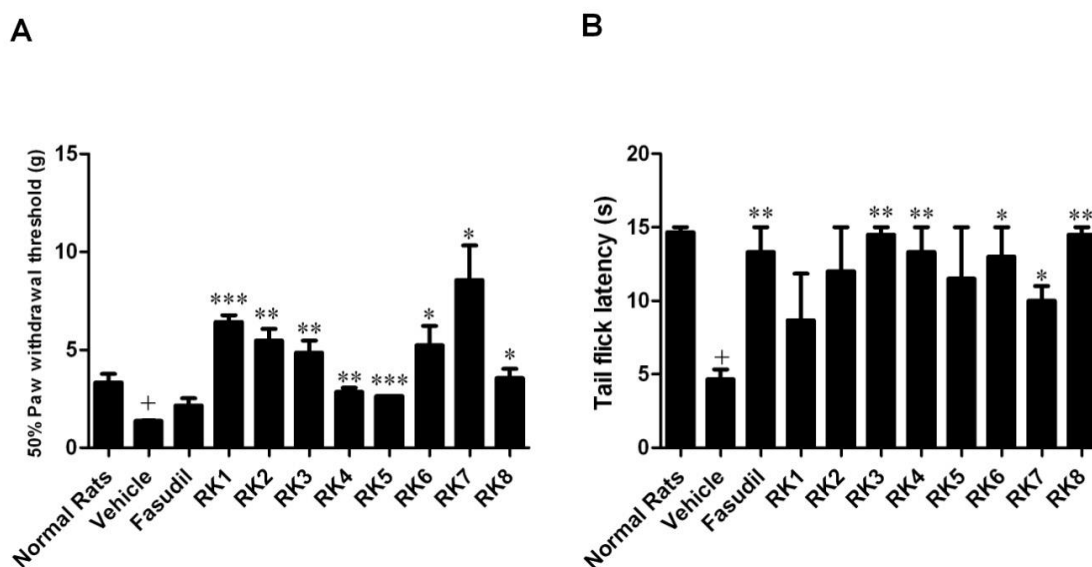 A
B
50% Paw withdrawal threshold (g)
15
10
5
0
***
**
**
**
***
*
*
*
+
Normal Rats
Vehicle
Fasudil
RK1
RK2
RK3
RK4
RK5
RK6
RK7
RK8
Tail flick latency (s)
20
15
10
5
0
+
**
**
**
*
*
**
Normal Rats
Vehicle
Fasudil
RK1
RK2
RK3
RK4
RK5
RK6
RK7
RK8